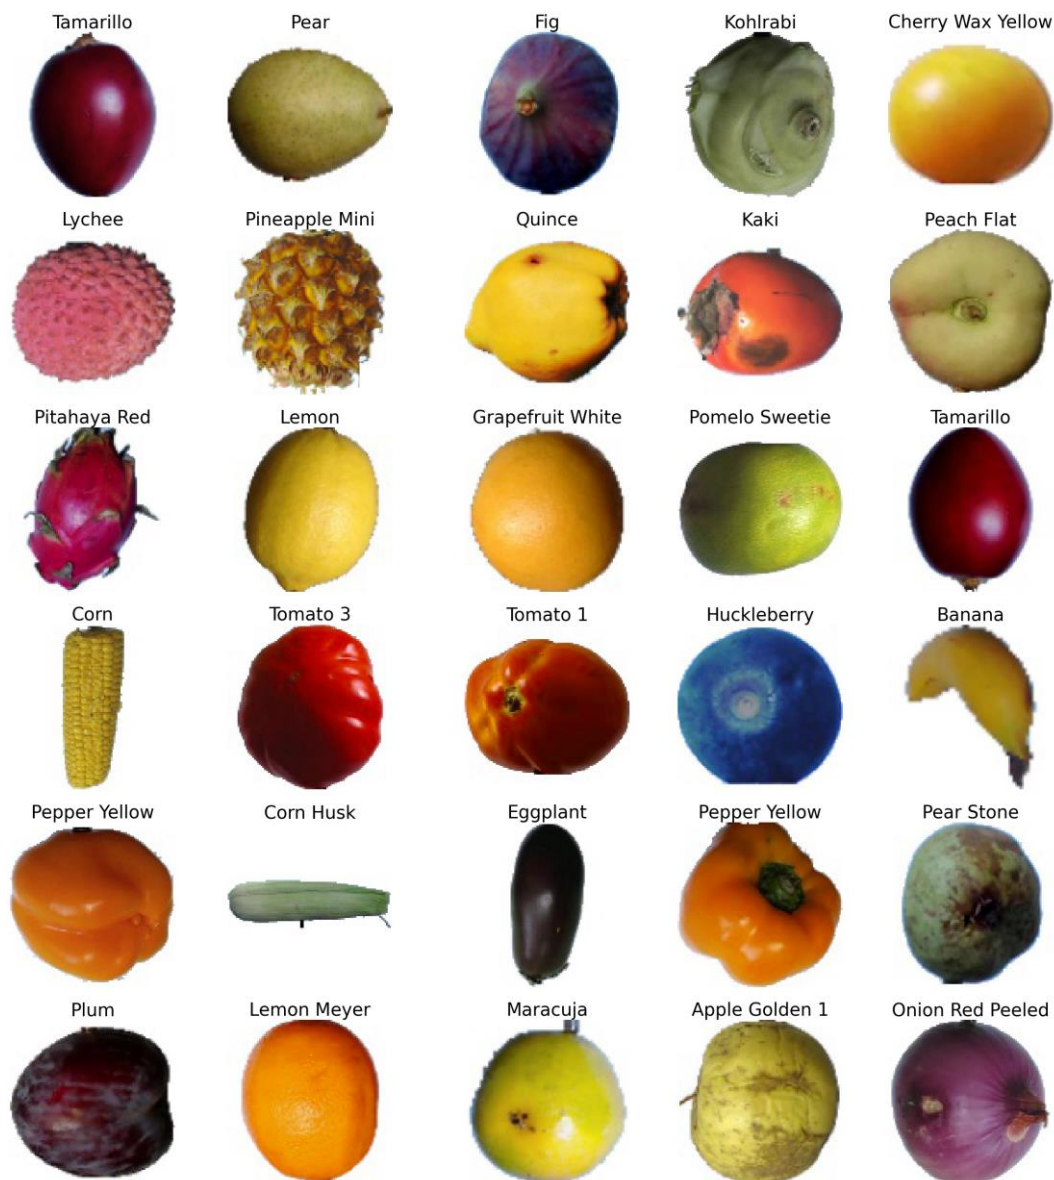 Tamarillo
Pear
Fig
Kohlrabi
Cherry Wax Yellow
Lychee
Pineapple Mini
Quince
Kaki
Peach Flat
Pitahaya Red
Lemon
Grapefruit White
Pomelo Sweetie
Tamarillo
Corn
Tomato 3
Tomato 1
Huckleberry
Banana
Pepper Yellow
Corn Husk
Eggplant
Pepper Yellow
Pear Stone
Plum
Lemon Meyer
Maracuja
Apple Golden 1
Onion Red Peeled